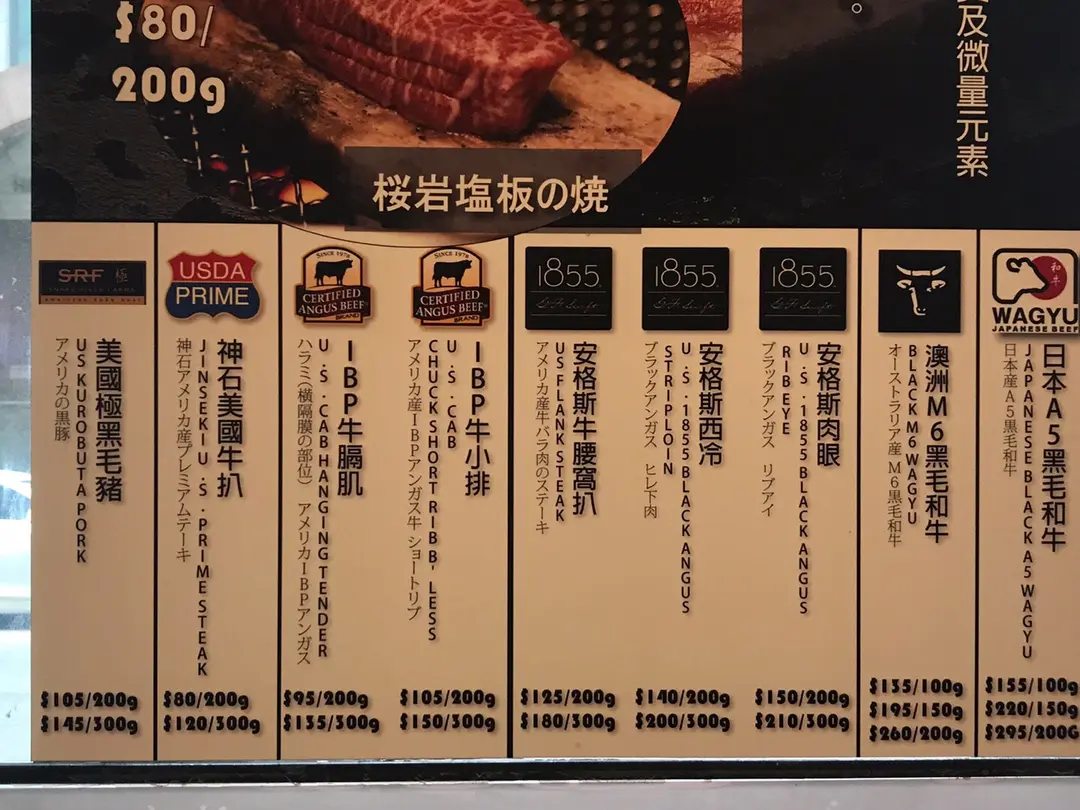 $80/
200g
及微量元素
桜岩塩板の焼
SRF 極
美國極黑毛豬
US KUROBUTA PORK
アメリカの黒豚
$105/200g
$145/300g
USDA
PRIME
神石美國牛扒
JINSEKI U.S. PRIME STEAK
神石アメリカ産プレミアムテーキ
$80/200g
$120/300g
SINCE 1978
CERTIFIED
ANGUS BEEF
BRAND
IBP牛膈肌
U.S. CAB HANGING TENDER
ハラミ(横隔膜の部位) アメリカIBPアンガス
$95/200g
$135/300g
SINCE 1978
CERTIFIED
ANGUS BEEF
BRAND
IBP牛小排
U.S. CAB
CHUCK SHORT RIBB' LESS
アメリカ産IBPアンガス牛 ショートリブ
$105/200g
$150/300g
1855
安格斯牛腰窩扒
US FLANK STEAK
アメリカ産牛バラ肉のステーキ
$125/200g
$180/300g
1855
安格斯西冷
U.S. 1855 BLACK ANGUS
STRIPLOIN
ブラックアンガス ヒレ下肉
$140/200g
$200/300g
1855
安格斯肉眼
U.S. 1855 BLACK ANGUS
RIBEYE
ブラックアンガス リブアイ
$150/200g
$210/300g
澳洲M6黑毛和牛
BLACK M6 WAGYU
オーストラリア産 M6黒毛和牛
$135/100g
$195/150g
$260/200g
和牛
WAGYU
JAPANESE BEEF
日本A5黑毛和牛
JAPANESE BLACK A5 WAGYU
日本産A5黒毛和牛
$155/100g
$220/150g
$295/200G